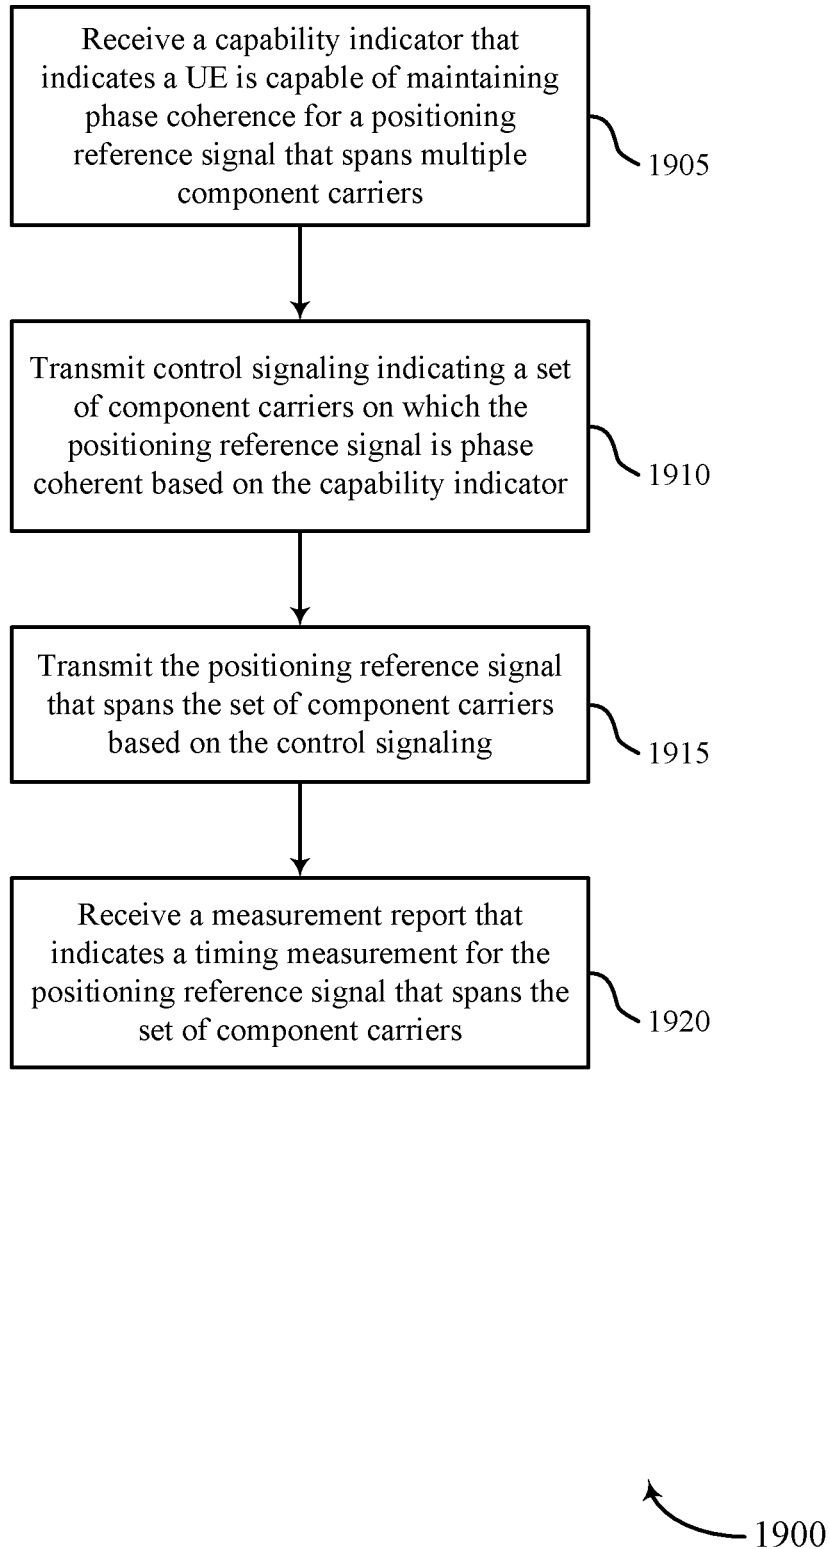 Receive a capability indicator that
indicates a UE is capable of maintaining
phase coherence for a positioning
reference signal that spans multiple
component carriers
1905
Transmit control signaling indicating a set
of component carriers on which the
positioning reference signal is phase
coherent based on the capability indicator
1910
Transmit the positioning reference signal
that spans the set of component carriers
based on the control signaling
1915
Receive a measurement report that
indicates a timing measurement for the
positioning reference signal that spans the
set of component carriers
1920
1900